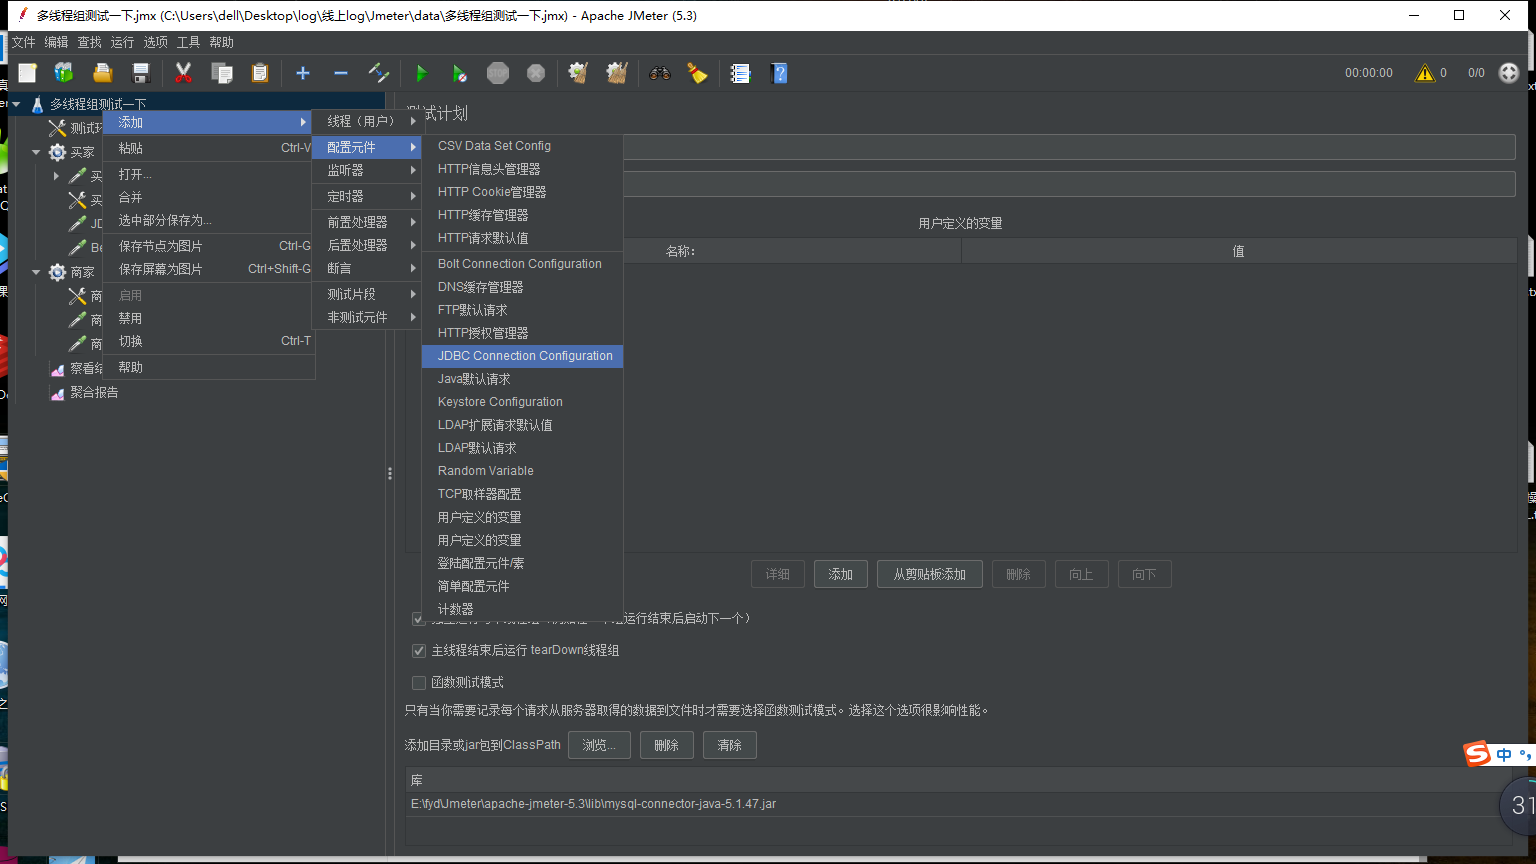 多线程组测试一下.jmx (C:\Users\dell\Desktop\log\线上log\Jmeter\data\多线程组测试一下.jmx) - Apache JMeter (5.3)
文件 编辑 查找 运行 选项 工具 帮助
00:00:00 0 0/0
多线程组测试一下
测试环
买家
买
买
JD
Be
商家
商
商
商
察看结
聚合报告
添加
粘贴 Ctrl-V
打开...
合并
选中部分保存为...
保存节点为图片 Ctrl-G
保存屏幕为图片 Ctrl+Shift-G
启用
禁用
切换 Ctrl-T
帮助
线程（用户）
配置元件
监听器
定时器
前置处理器
后置处理器
断言
测试片段
非测试元件
CSV Data Set Config
HTTP信息头管理器
HTTP Cookie管理器
HTTP缓存管理器
HTTP请求默认值
Bolt Connection Configuration
DNS缓存管理器
FTP默认请求
HTTP授权管理器
JDBC Connection Configuration
Java默认请求
Keystore Configuration
LDAP扩展请求默认值
LDAP默认请求
Random Variable
TCP取样器配置
用户定义的变量
用户定义的变量
登陆配置元件/素
简单配置元件
计数器
测试计划
用户定义的变量
名称: 值
详细 添加 从剪贴板添加 删除 向上 向下
运行结束后启动下一个）
主线程结束后运行 tearDown线程组
函数测试模式
只有当你需要记录每个请求从服务器取得的数据到文件时才需要选择函数测试模式。选择这个选项很影响性能。
添加目录或jar包到ClassPath 浏览... 删除 清除
库
E:\fyd\Jmeter\apache-jmeter-5.3\lib\mysql-connector-java-5.1.47.jar
中
31